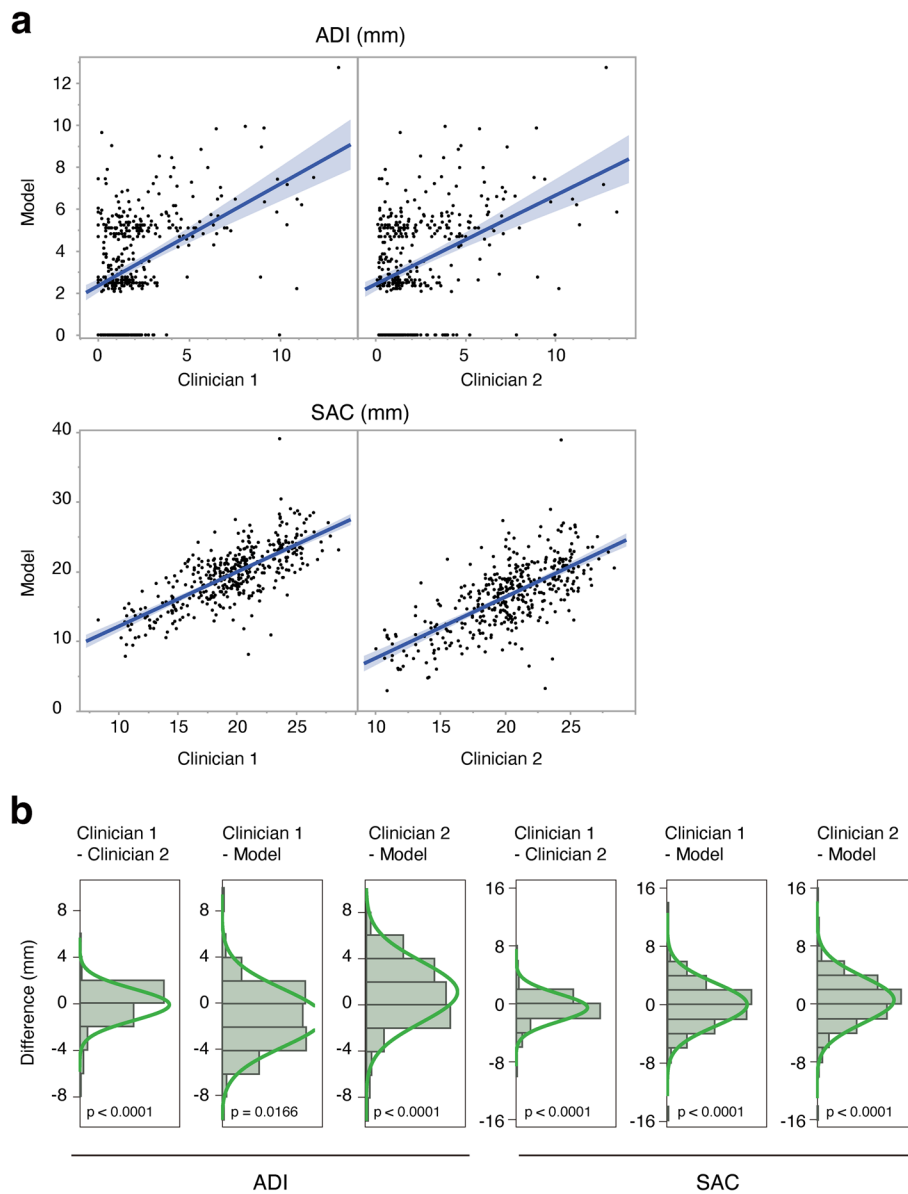 a
ADI (mm)
12
10
8
6
4
2
0
Model
0 5 10 0 5 10
Clinician 1 Clinician 2
SAC (mm)
40
30
20
10
0
Model
10 15 20 25 10 15 20 25
Clinician 1 Clinician 2
b
Clinician 1
- Clinician 2
Clinician 1
- Model
Clinician 2
- Model
Clinician 1
- Clinician 2
Clinician 1
- Model
Clinician 2
- Model
Difference (mm)
8
4
0
-4
-8
p < 0.0001
8
4
0
-4
-8
p = 0.0166
8
4
0
-4
-8
p < 0.0001
16
8
0
-8
-16
p < 0.0001
16
8
0
-8
-16
p < 0.0001
16
8
0
-8
-16
p < 0.0001
ADI SAC